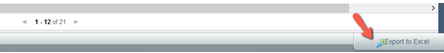 1 - 12 of 21
Export to Excel